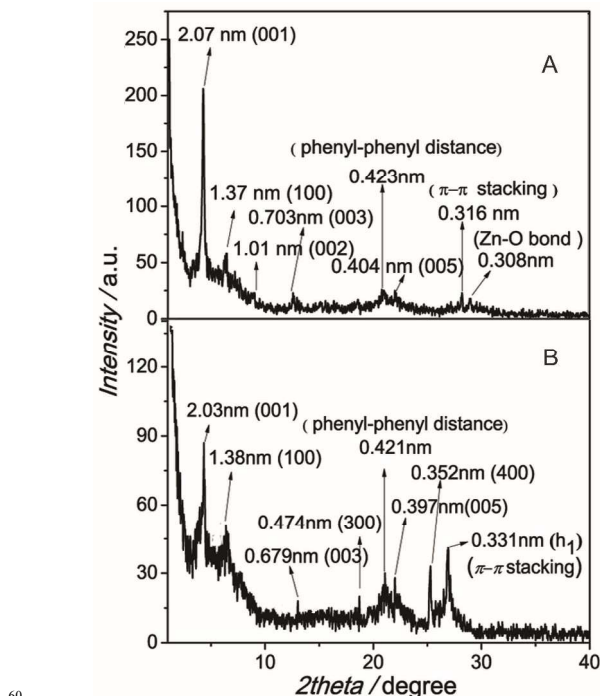 250
200
150
100
50
0
Intensity / a.u.
A
2.07 nm (001)
1.37 nm (100)
0.703nm (003)
1.01 nm (002)
( phenyl-phenyl distance)
0.423nm
0.404 nm (005)
( π-π stacking )
0.316 nm
(Zn-O bond )
0.308nm
120
90
60
30
0
B
2.03nm (001)
1.38nm (100)
(phenyl-phenyl distance)
0.421nm
0.352nm (400)
0.474nm (300)
0.397nm(005)
0.679nm (003)
0.331nm (h1)
(π-π stacking)
10 20 30 40
2theta / degree
60